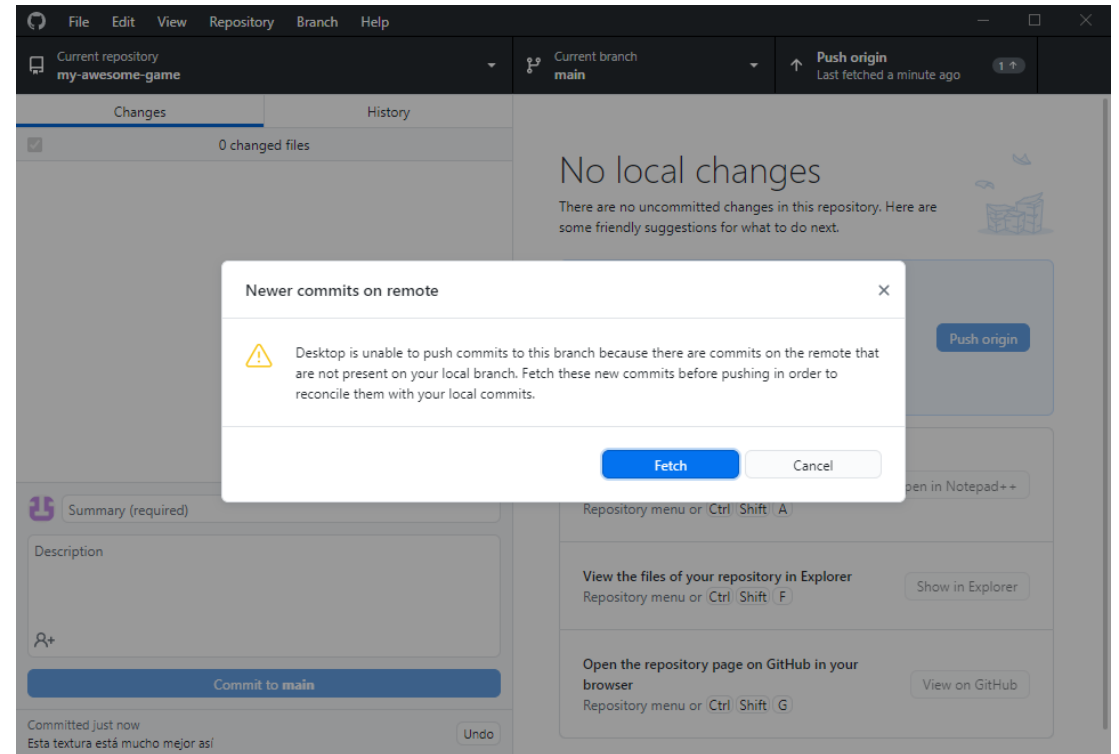 File Edit View Repository Branch Help
Current repository
my-awesome-game
Current branch
main
Push origin
Last fetched a minute ago
1
Changes
History
0 changed files
No local changes
There are no uncommitted changes in this repository. Here are
some friendly suggestions for what to do next.
Push origin
Newer commits on remote
Desktop is unable to push commits to this branch because there are commits on the remote that
are not present on your local branch. Fetch these new commits before pushing in order to
reconcile them with your local commits.
Fetch
Cancel
pen in Notepad++
Repository menu or Ctrl Shift A
Summary (required)
Description
View the files of your repository in Explorer
Repository menu or Ctrl Shift F
Show in Explorer
Open the repository page on GitHub in your
browser
Repository menu or Ctrl Shift G
View on GitHub
Commit to main
Committed just now
Esta textura está mucho mejor así
Undo